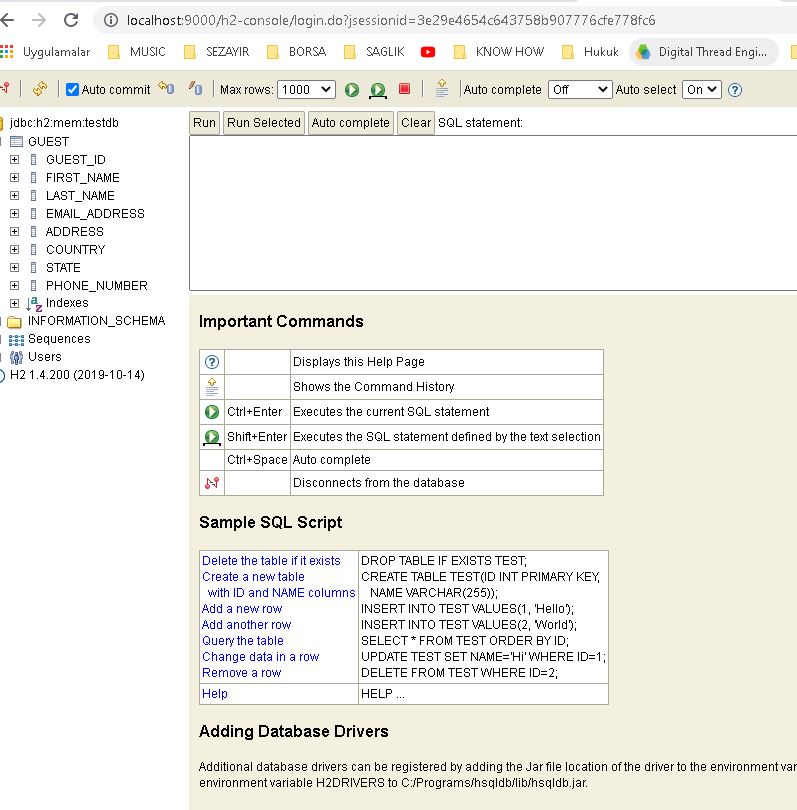 localhost:9000/h2-console/login.do?jsessionid=3e29e4654c643758b907776cfe778fc6
Uygulamalar MUSIC SEZAYIR BORSA SAGLIK KNOW HOW Hukuk Digital Thread Engi...
Auto commit Max rows: 1000 Auto complete Off Auto select On
jdbc:h2:mem:testdb
GUEST
GUEST_ID
FIRST_NAME
LAST_NAME
EMAIL_ADDRESS
ADDRESS
COUNTRY
STATE
PHONE_NUMBER
Indexes
INFORMATION_SCHEMA
Sequences
Users
H2 1.4.200 (2019-10-14)
Run Run Selected Auto complete Clear SQL statement:
Important Commands
Displays this Help Page
Shows the Command History
Ctrl+Enter Executes the current SQL statement
Shift+Enter Executes the SQL statement defined by the text selection
Ctrl+Space Auto complete
Disconnects from the database
Sample SQL Script
Delete the table if it exists DROP TABLE IF EXISTS TEST;
Create a new table CREATE TABLE TEST(ID INT PRIMARY KEY,
with ID and NAME columns NAME VARCHAR(255));
Add a new row INSERT INTO TEST VALUES(1, 'Hello');
Add another row INSERT INTO TEST VALUES(2, 'World');
Query the table SELECT * FROM TEST ORDER BY ID;
Change data in a row UPDATE TEST SET NAME='Hi' WHERE ID=1;
Remove a row DELETE FROM TEST WHERE ID=2;
Help HELP ...
Adding Database Drivers
Additional database drivers can be registered by adding the Jar file location of the driver to the environment var
environment variable H2DRIVERS to C:/Programs/hsqldb/lib/hsqldb.jar.